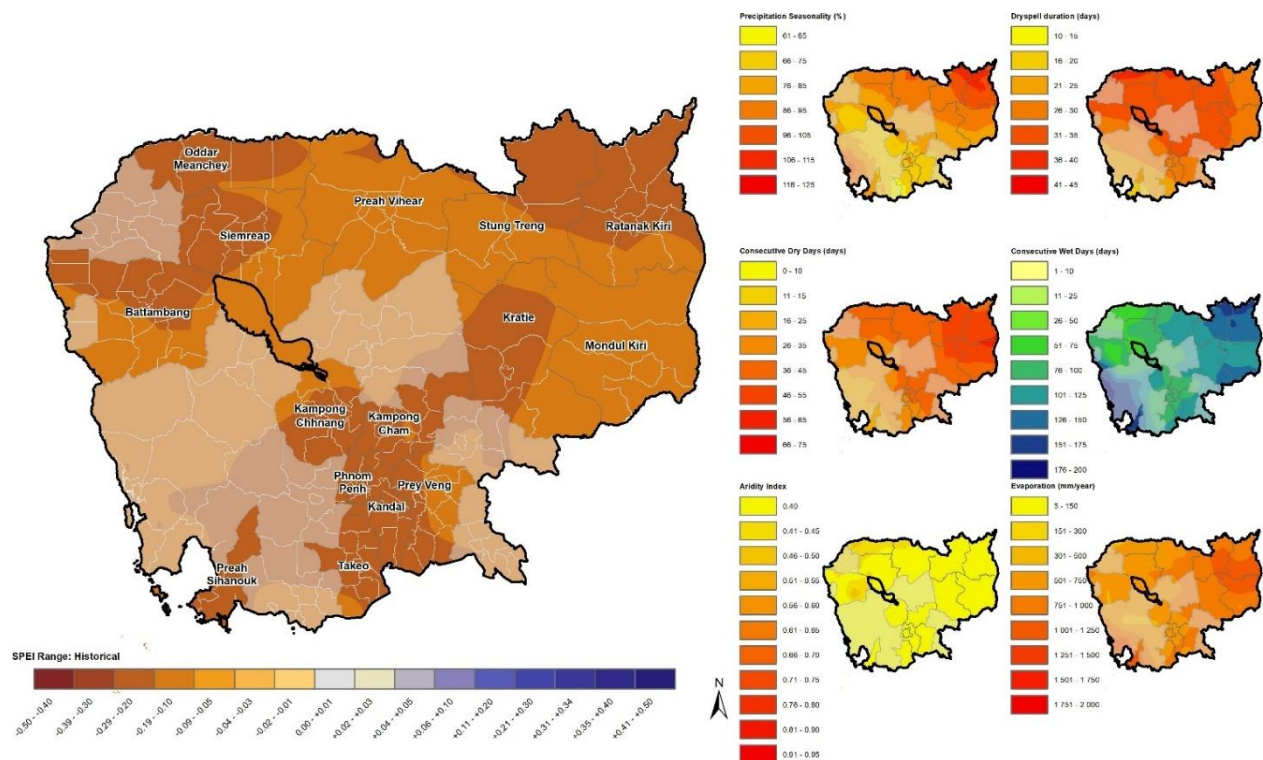 Oddar
Meanchey
Siemreap
Preah Vihear
Stung Treng
Ratanak Kiri
Battambang
Kratie
Mondul Kiri
Kampong
Chhnang
Kampong
Cham
Phnom
Penh
Prey Veng
Kandal
Takeo
Preah
Sihanouk
SPEI Range: Historical
-0.50 - -0.40
-0.39 - -0.30
-0.29 - -0.20
-0.19 - -0.10
-0.09 - -0.05
-0.04 - -0.03
-0.02 - -0.01
0.00 +0.01
+0.02 - +0.03
+0.04 - +0.05
+0.06 - +0.10
+0.11 - +0.20
+0.21 - +0.30
+0.31 - +0.34
+0.35 - +0.40
+0.41 - +0.50
N
Precipitation Seasonality (%)
61 - 65
66 - 75
76 - 85
86 - 95
96 - 105
106 - 115
118 - 125
Dryspell duration (days)
10 - 15
16 - 20
21 - 25
26 - 30
31 - 35
36 - 40
41 - 45
Consecutive Dry Days (days)
0 - 10
11 - 15
16 - 25
26 - 35
36 - 45
46 - 55
56 - 65
66 - 75
Consecutive Wet Days (days)
1 - 10
11 - 25
26 - 50
51 - 75
76 - 100
101 - 125
126 - 150
151 - 175
176 - 200
Aridity Index
0.40
0.41 - 0.45
0.46 - 0.50
0.51 - 0.55
0.56 - 0.60
0.61 - 0.65
0.66 - 0.70
0.71 - 0.75
0.76 - 0.80
0.81 - 0.90
0.91 - 0.95
Evaporation (mm/year)
5 - 150
151 - 300
301 - 500
501 - 750
751 - 1 000
1 001 - 1 250
1 251 - 1 500
1 501 - 1 750
1 751 - 2 000